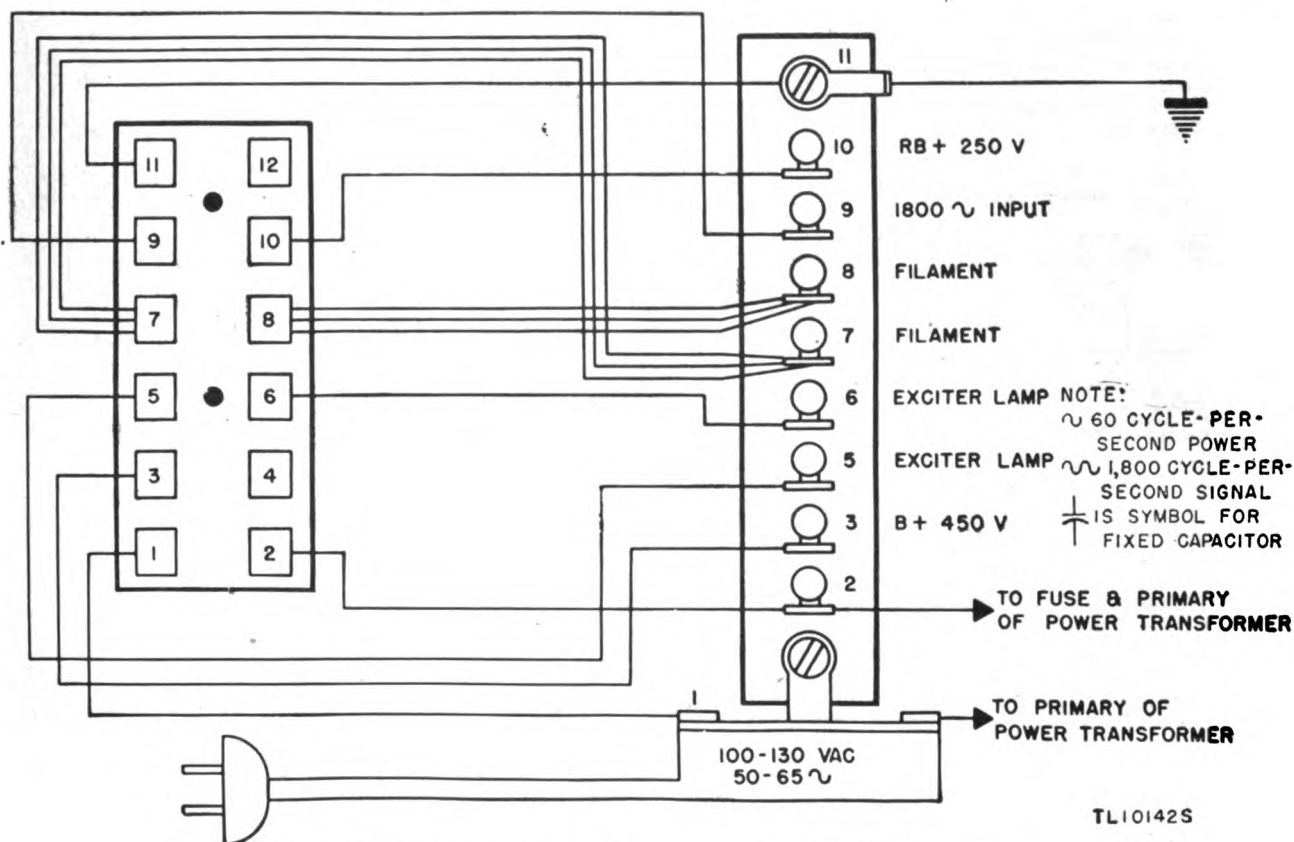 11
11 12
10 RB + 250 V
9 10
9 1800 ∿ INPUT
8 FILAMENT
7 8
7 FILAMENT
5 6
6 EXCITER LAMP
NOTE:
∿ 60 CYCLE-PER-
SECOND POWER
∿∿ 1,800 CYCLE-PER-
SECOND SIGNAL
IS SYMBOL FOR
FIXED CAPACITOR
3 4
5 EXCITER LAMP
3 B + 450 V
1 2
2
TO FUSE & PRIMARY
OF POWER TRANSFORMER
1
TO PRIMARY OF
POWER TRANSFORMER
100-130 VAC
50-65 ∿
TL10142S